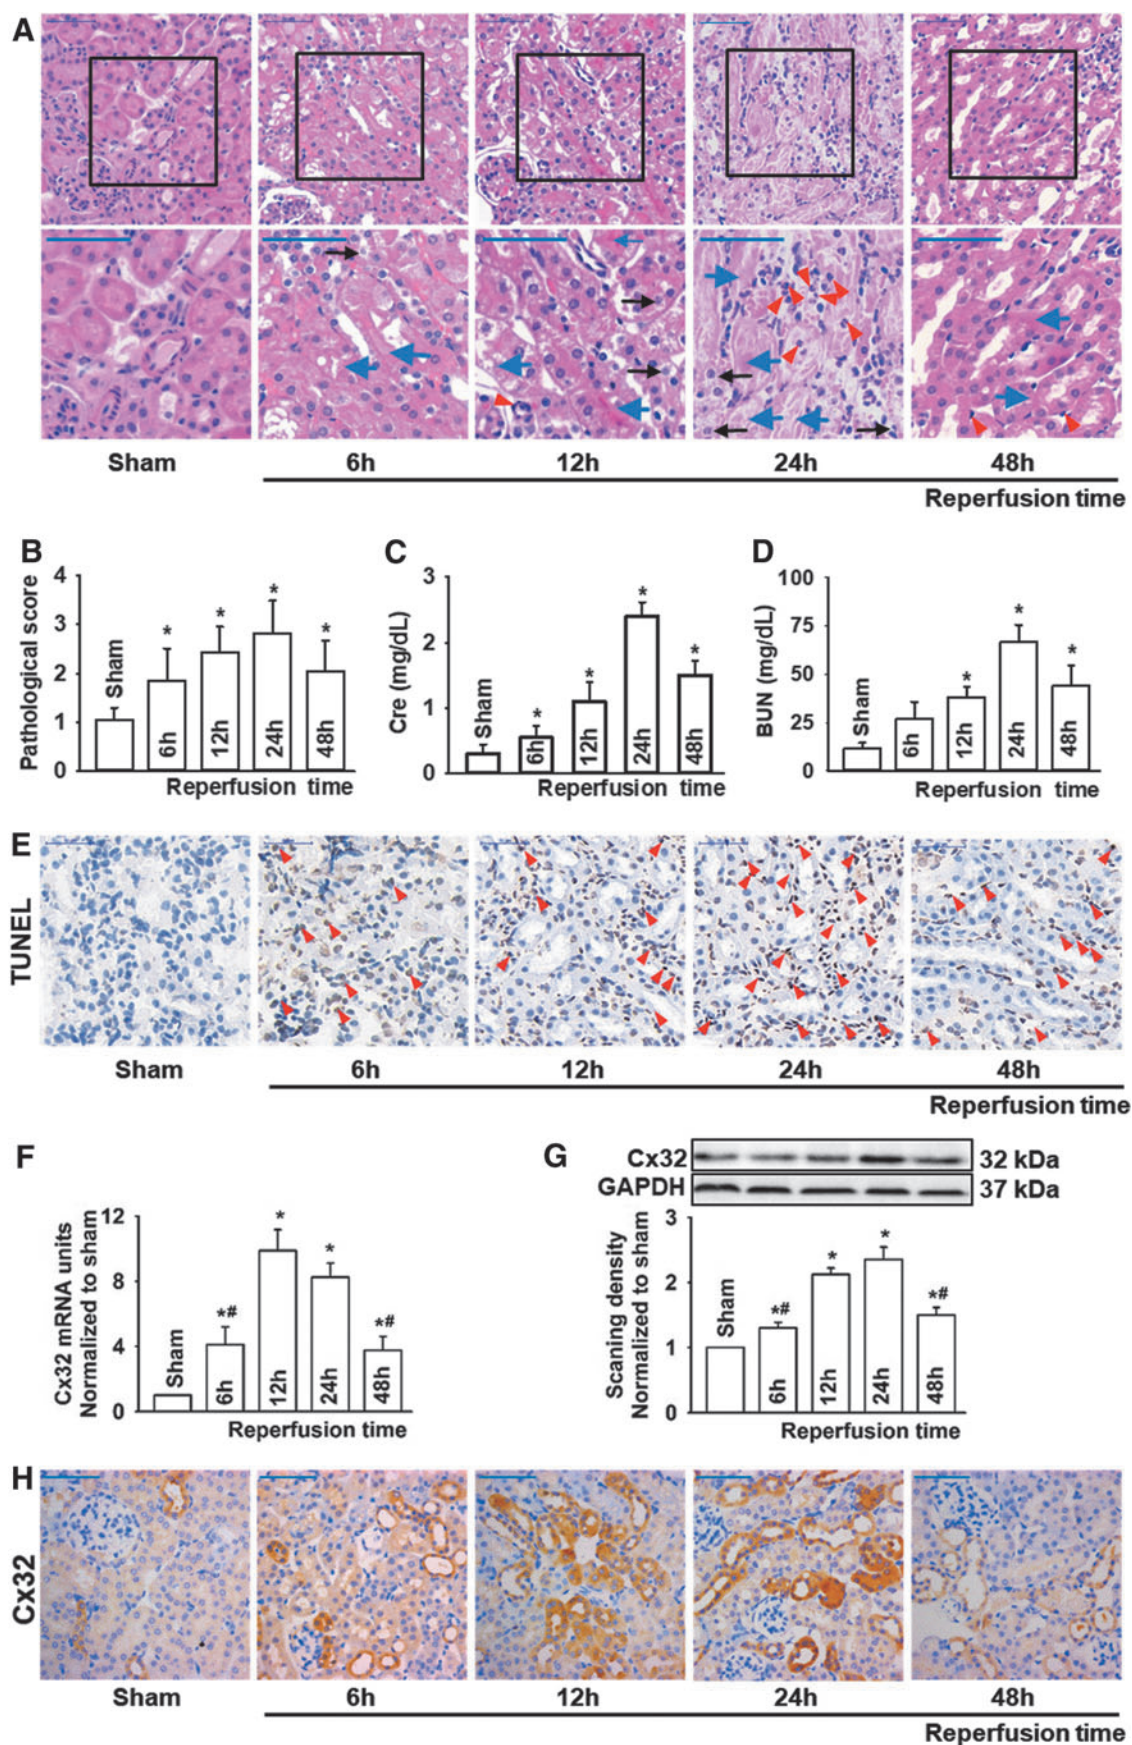 A
Sham
6h
12h
24h
48h
Reperfusion time
B
Pathological score
4
3
2
1
0
Sham
*
6h
*
12h
*
24h
*
48h
Reperfusion time
C
Cre (mg/dL)
3
2
1
0
Sham
*
6h
*
12h
*
24h
*
48h
Reperfusion time
D
BUN (mg/dL)
100
75
50
25
0
Sham
6h
*
12h
*
24h
*
48h
Reperfusion time
E
TUNEL
Sham
6h
12h
24h
48h
Reperfusion time
F
Cx32 mRNA units
Normalized to sham
12
8
4
0
Sham
*#
6h
*
12h
*
24h
*#
48h
Reperfusion time
G
Cx32
32 kDa
GAPDH
37 kDa
Scaning density
Normalized to sham
3
2
1
0
Sham
*#
6h
*
12h
*
24h
*#
48h
Reperfusion time
H
Cx32
Sham
6h
12h
24h
48h
Reperfusion time